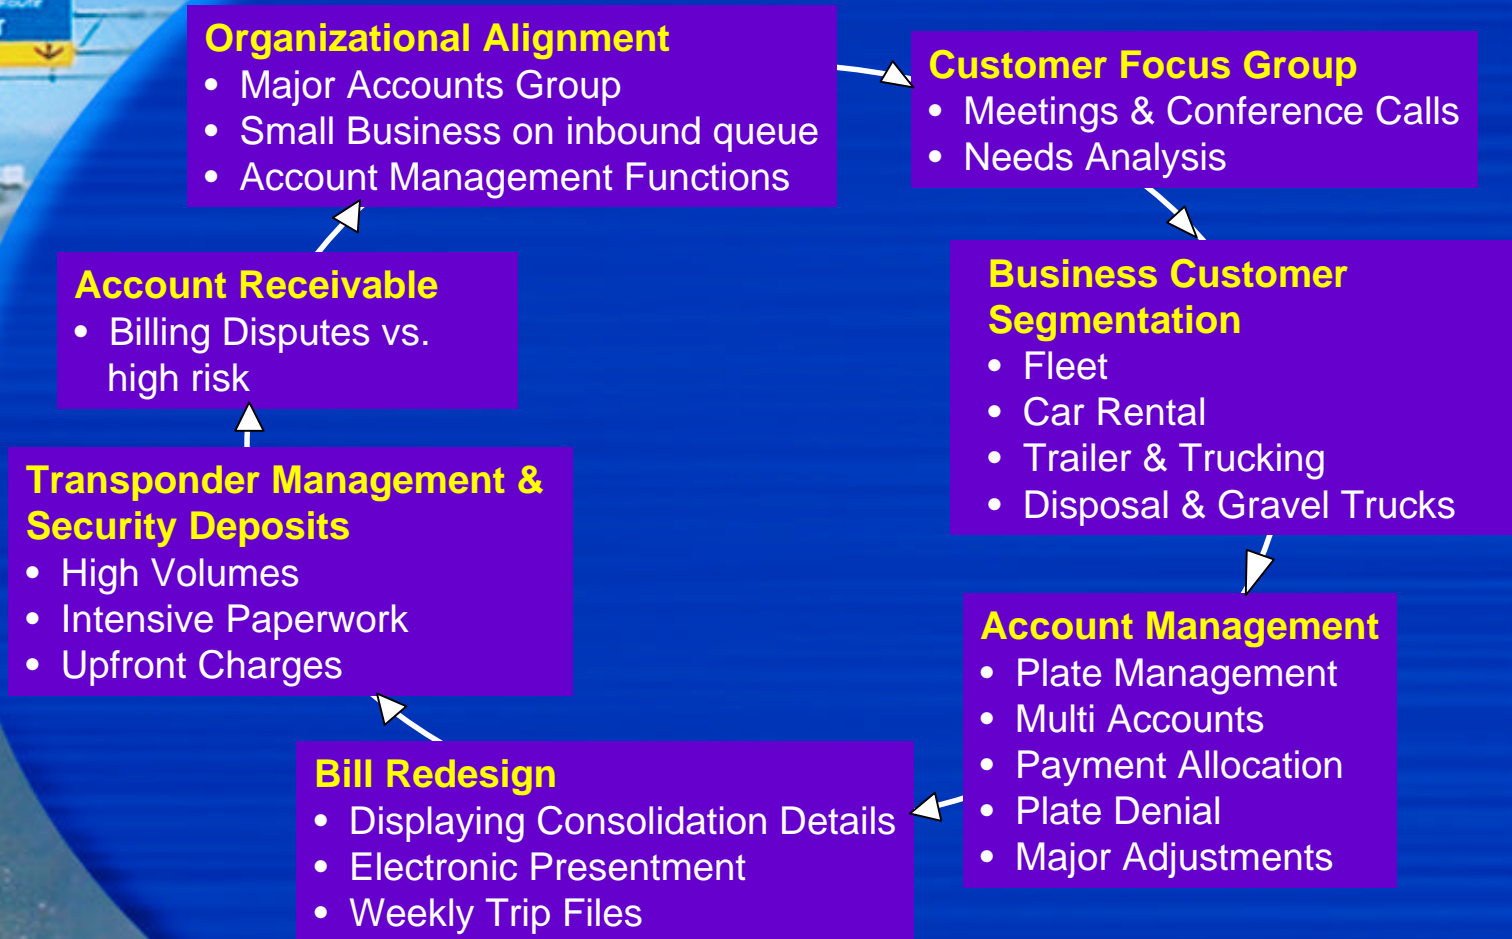 Organizational Alignment
• Major Accounts Group
• Small Business on inbound queue
• Account Management Functions
Customer Focus Group
• Meetings & Conference Calls
• Needs Analysis
Business Customer
Segmentation
• Fleet
• Car Rental
• Trailer & Trucking
• Disposal & Gravel Trucks
Account Management
• Plate Management
• Multi Accounts
• Payment Allocation
• Plate Denial
• Major Adjustments
Bill Redesign
• Displaying Consolidation Details
• Electronic Presentment
• Weekly Trip Files
Transponder Management &
Security Deposits
• High Volumes
• Intensive Paperwork
• Upfront Charges
Account Receivable
• Billing Disputes vs.
high risk